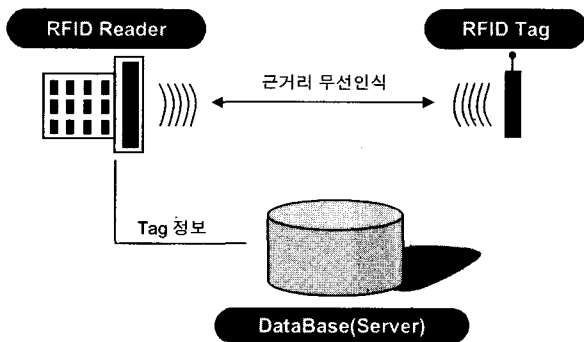 RFID Reader
RFID Tag
근거리 무선인식
Tag 정보
DataBase(Server)